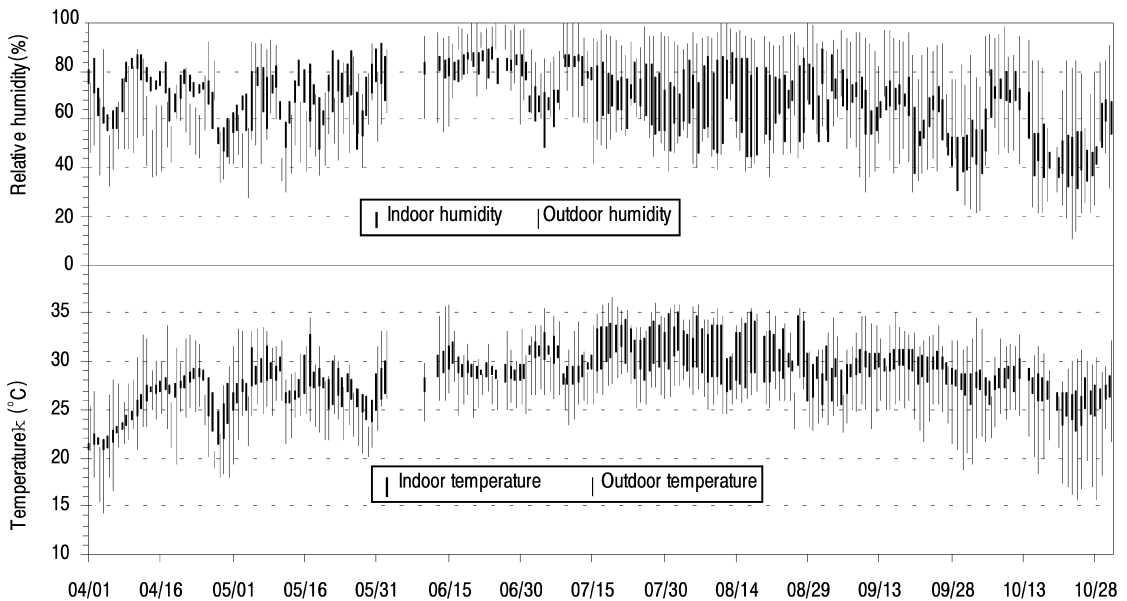 100
80
60
40
20
0
Relative humidity(%)
Indoor humidity
Outdoor humidity
35
30
25
20
15
10
Temperatureк (°C)
Indoor temperature
Outdoor temperature
04/01 04/16 05/01 05/16 05/31 06/15 06/30 07/15 07/30 08/14 08/29 09/13 09/28 10/13 10/28